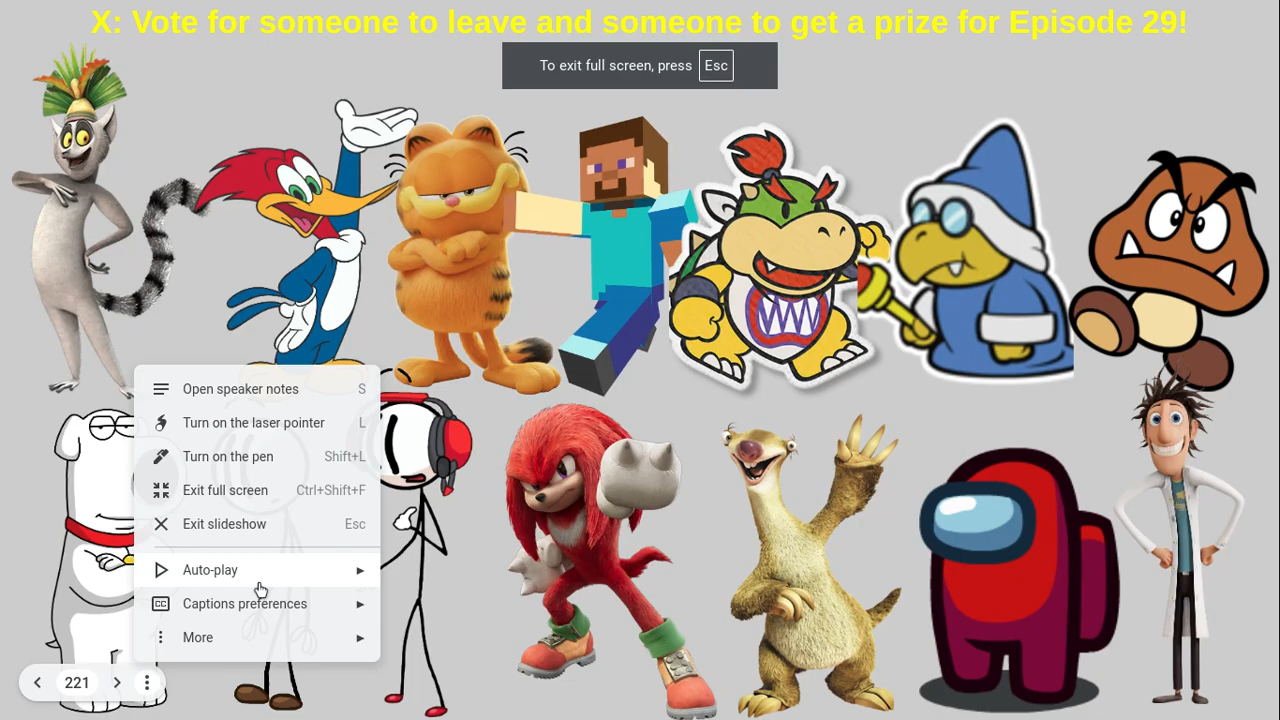 X: Vote for someone to leave and someone to get a prize for Episode 29!
To exit full screen, press Esc
Open speaker notes S
Turn on the laser pointer L
Turn on the pen Shift+L
Exit full screen Ctrl+Shift+F
Exit slideshow Esc
Auto-play
CC Captions preferences
More
221